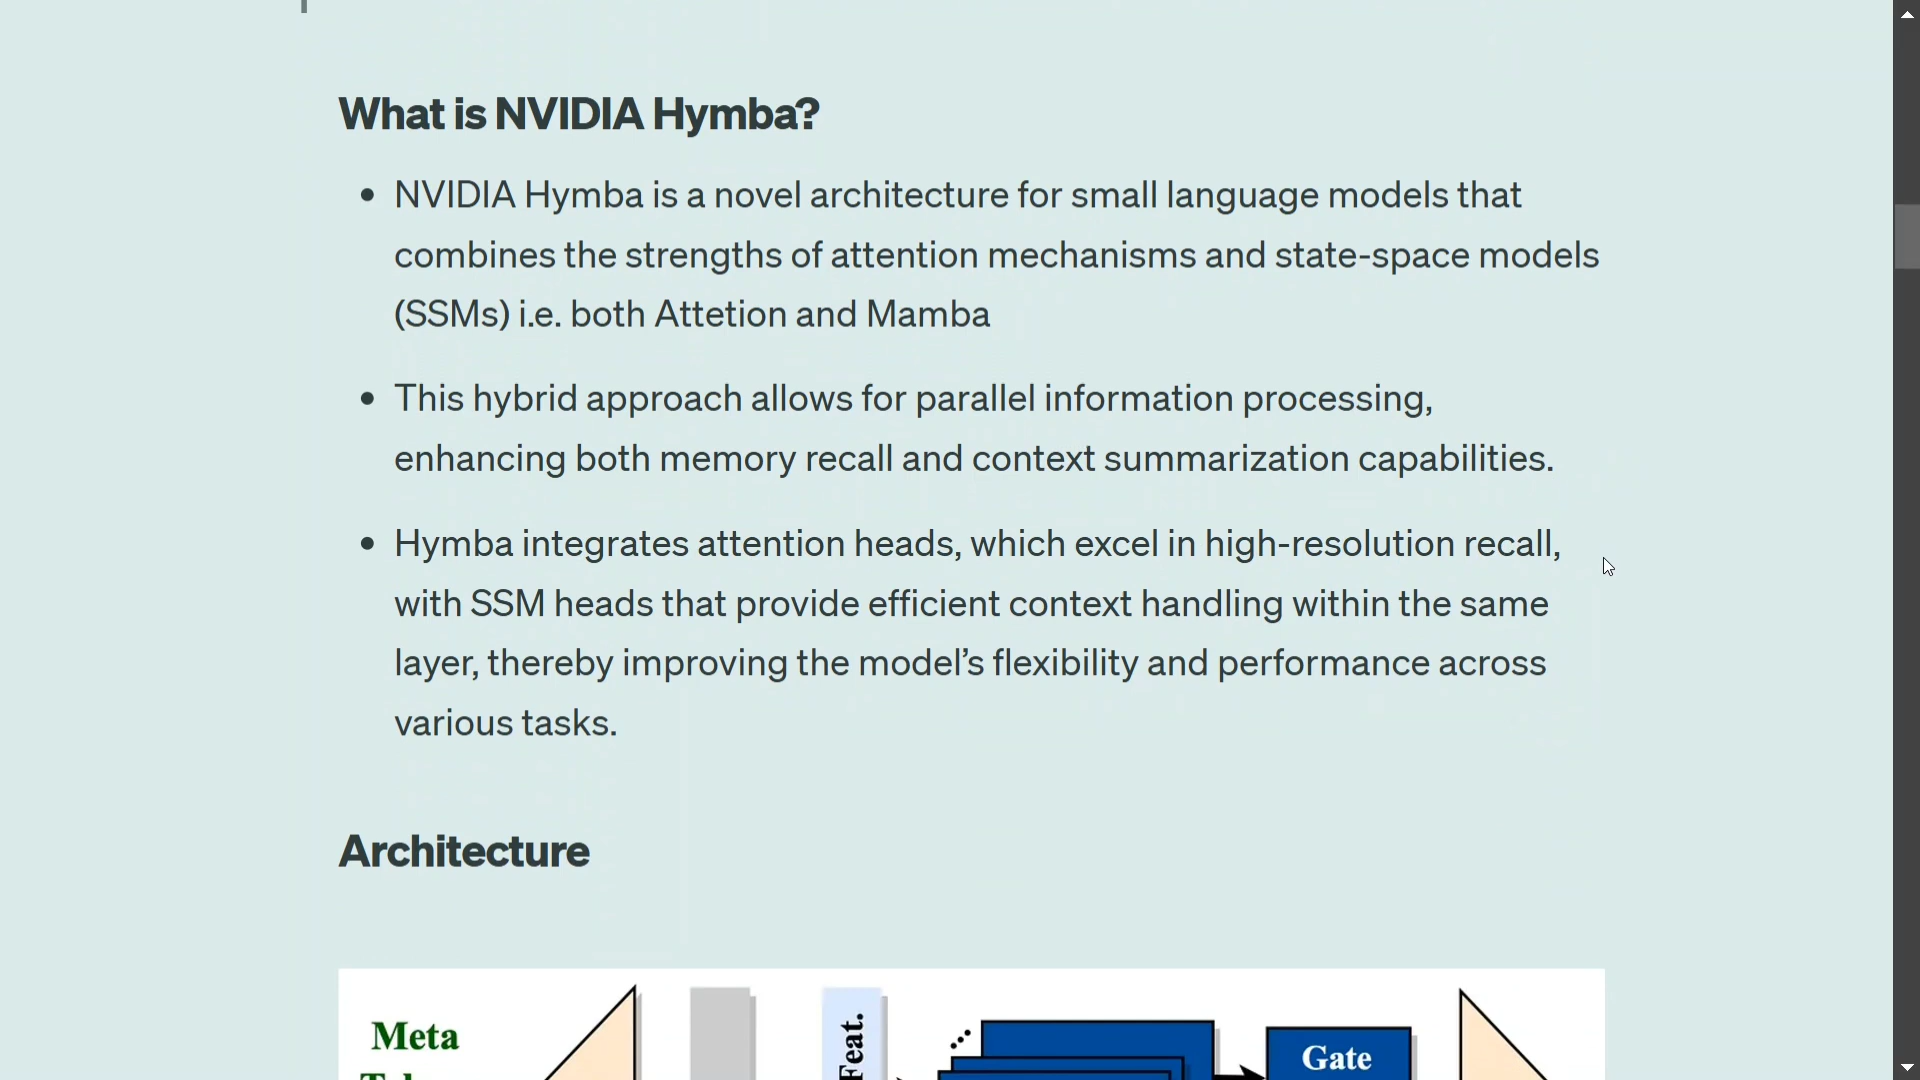 What is NVIDIA Hymba?
• NVIDIA Hymba is a novel architecture for small language models that
combines the strengths of attention mechanisms and state-space models
(SSMs) i.e. both Attetion and Mamba
• This hybrid approach allows for parallel information processing,
enhancing both memory recall and context summarization capabilities.
• Hymba integrates attention heads, which excel in high-resolution recall,
with SSM heads that provide efficient context handling within the same
layer, thereby improving the model’s flexibility and performance across
various tasks.
Architecture
Meta
Feat.
Gate